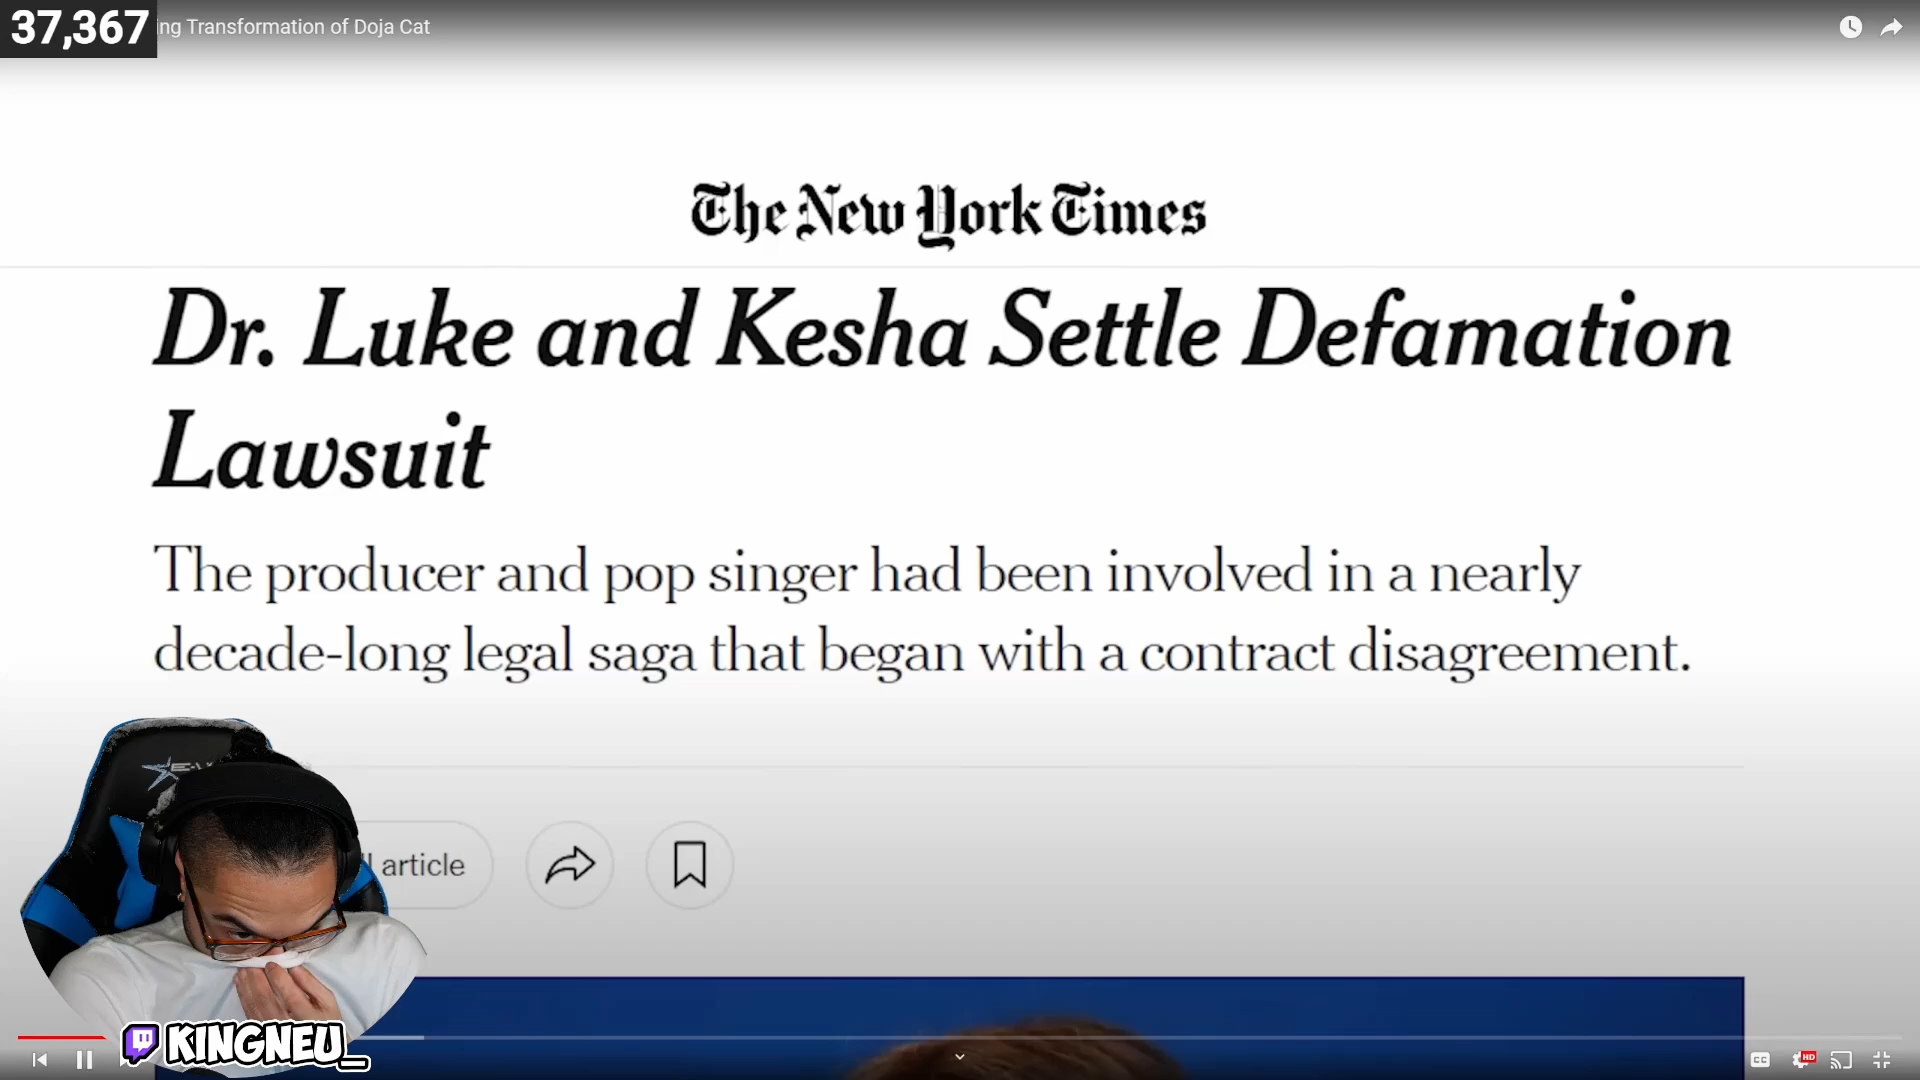 37,367
ing Transformation of Doja Cat
The New York Times
Dr. Luke and Kesha Settle Defamation
Lawsuit
The producer and pop singer had been involved in a nearly
decade-long legal saga that began with a contract disagreement.
article
KINGNEU_
CC
HD